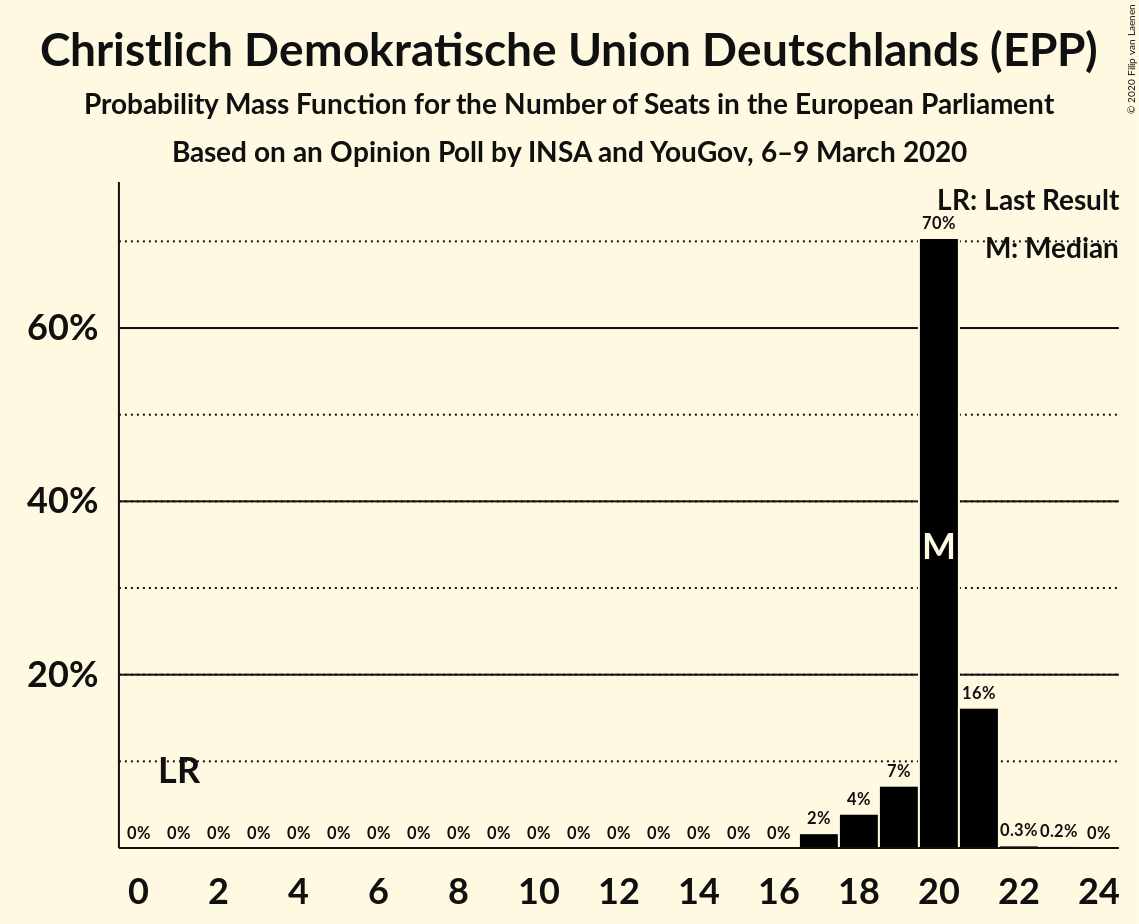 Christlich Demokratische Union Deutschlands (EPP)
Probability Mass Function for the Number of Seats in the European Parliament
Based on an Opinion Poll by INSA and YouGov, 6–9 March 2020
© 2020 Filip van Laenen
LR: Last Result
M: Median
70%
60%
40%
M
20%
16%
LR
7%
4%
2%
0% 0% 0% 0% 0% 0% 0% 0% 0% 0% 0% 0% 0% 0% 0% 0% 0% 0.3% 0.2% 0%
0 2 4 6 8 10 12 14 16 18 20 22 24